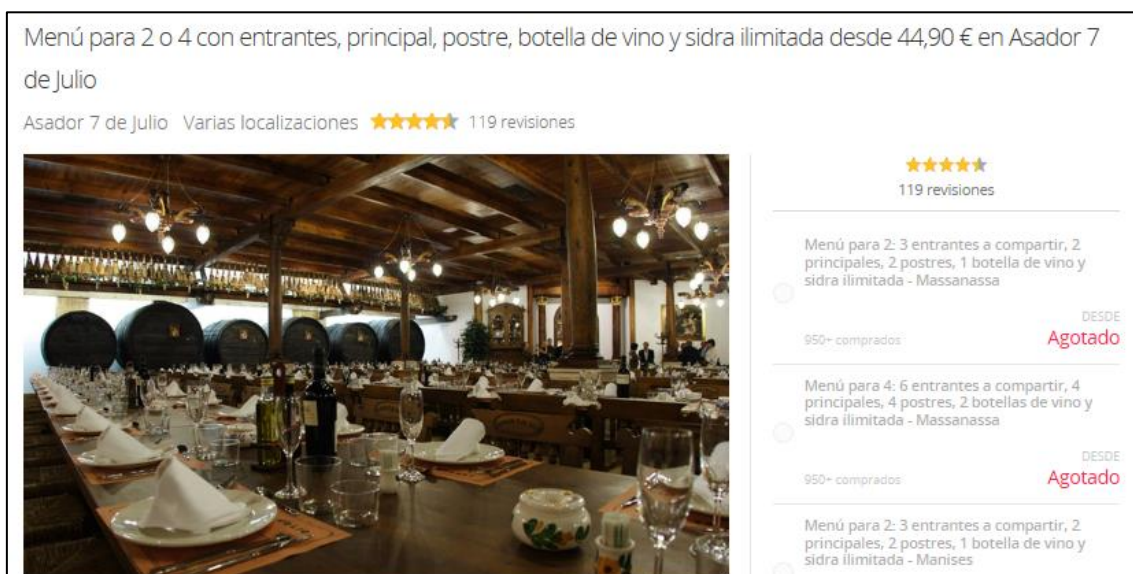 Menú para 2 o 4 con entrantes, principal, postre, botella de vino y sidra ilimitada desde 44,90 € en Asador 7
de Julio
Asador 7 de Julio Varias localizaciones 119 revisiones
119 revisiones
Menú para 2: 3 entrantes a compartir, 2
principales, 2 postres, 1 botella de vino y
sidra ilimitada - Massanassa
DESDE
950+ comprados Agotado
Menú para 4: 6 entrantes a compartir, 4
principales, 4 postres, 2 botellas de vino y
sidra ilimitada - Massanassa
DESDE
950+ comprados Agotado
Menú para 2: 3 entrantes a compartir, 2
principales, 2 postres, 1 botella de vino y
sidra ilimitada - Manises